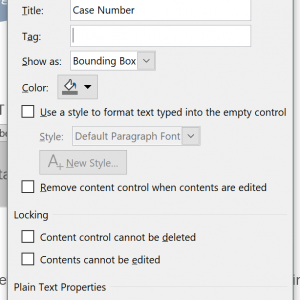 Title: Case Number
Tag:
Show as: Bounding Box
Color:
Use a style to format text typed into the empty control
Style: Default Paragraph Font
New Style...
Remove content control when contents are edited
Locking
Content control cannot be deleted
Contents cannot be edited
Plain Text Properties